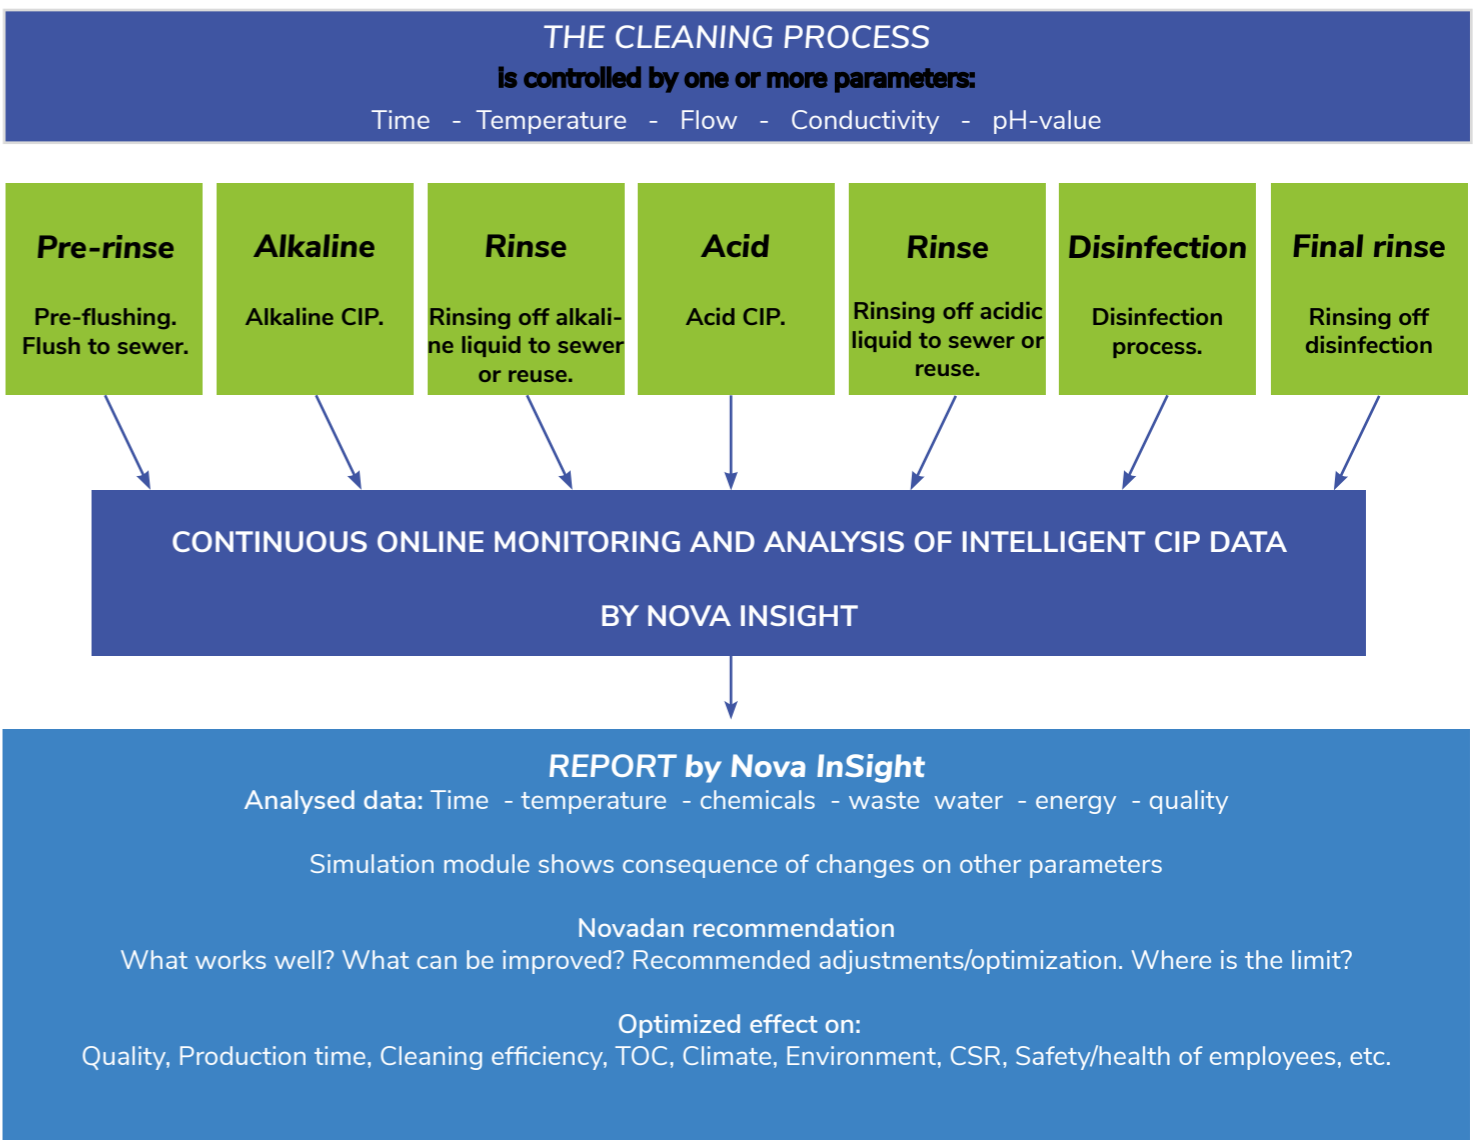 THE CLEANING PROCESS
is controlled by one or more parameters:
Time - Temperature - Flow - Conductivity - pH-value
Pre-rinse
Pre-flushing.
Flush to sewer.
Alkaline
Alkaline CIP.
Rinse
Rinsing off alkali-
ne liquid to sewer
or reuse.
Acid
Acid CIP.
Rinse
Rinsing off acidic
liquid to sewer or
reuse.
Disinfection
Disinfection
process.
Final rinse
Rinsing off
disinfection
CONTINUOUS ONLINE MONITORING AND ANALYSIS OF INTELLIGENT CIP DATA
BY NOVA INSIGHT
REPORT by Nova InSight
Analysed data: Time - temperature - chemicals - waste water - energy - quality
Simulation module shows consequence of changes on other parameters
Novadan recommendation
What works well? What can be improved? Recommended adjustments/optimization. Where is the limit?
Optimized effect on:
Quality, Production time, Cleaning efficiency, TOC, Climate, Environment, CSR, Safety/health of employees, etc.